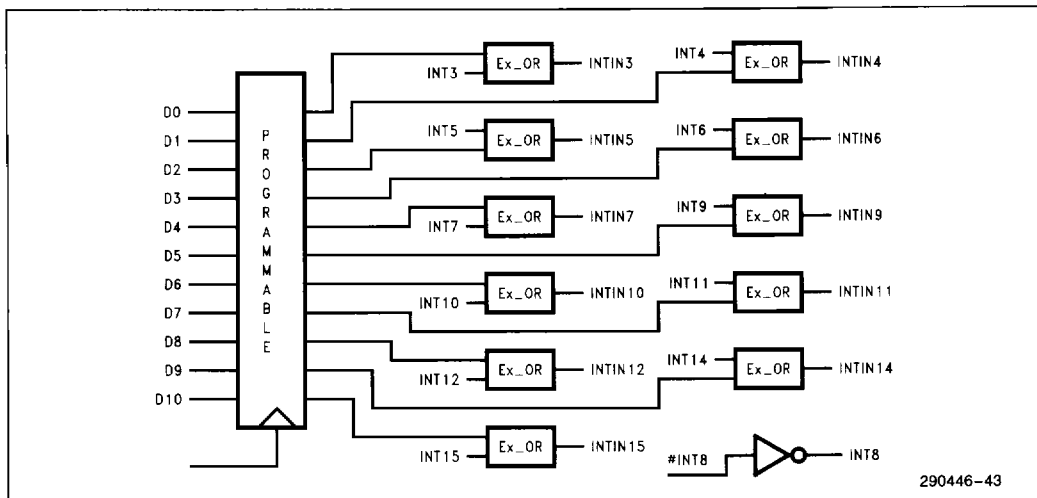 Ex_OR
INTIN3
INT3
INT4
Ex_OR
INTIN4
D0
D1
D2
D3
D4
D5
D6
D7
D8
D9
D10
PROGRAMMABLE
INT5
Ex_OR
INTIN5
INT6
Ex_OR
INTIN6
Ex_OR
INTIN7
INT7
INT9
Ex_OR
INTIN9
Ex_OR
INTIN10
INT10
INT11
Ex_OR
INTIN11
Ex_OR
INTIN12
INT12
INT14
Ex_OR
INTIN14
Ex_OR
INTIN15
INT15
#INT8
INT8
290446-43